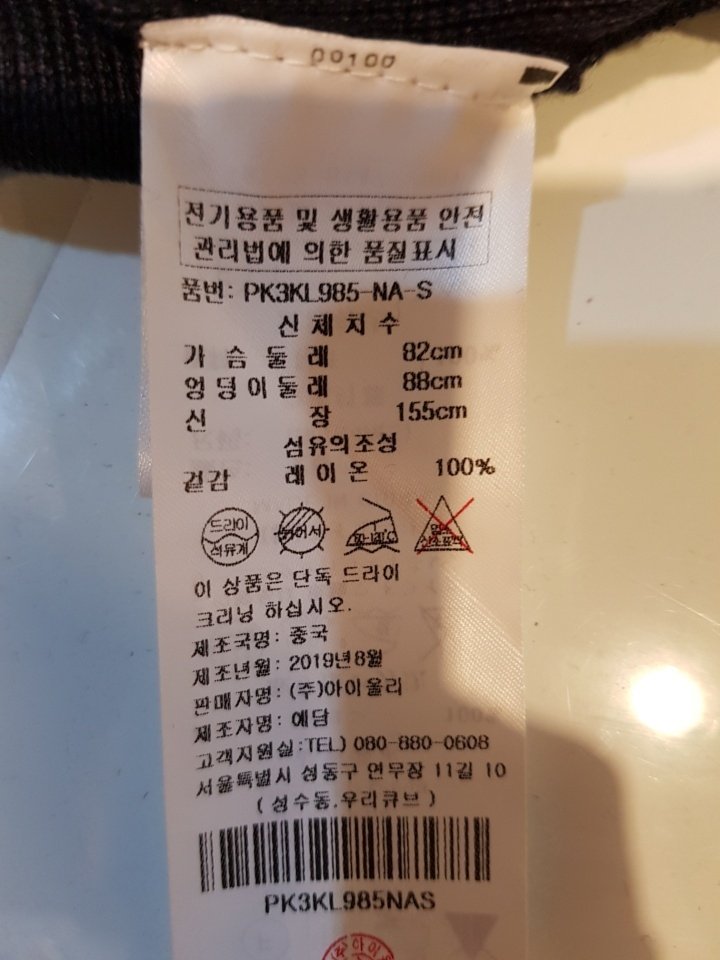 00100
전기용품 및 생활용품 안전
관리법에 의한 품질표시
품번: PK3KL985-NA-S
신체치수
가슴둘레 82cm
엉덩이둘레 88cm
신장 155cm
섬유의조성
겉감 레이온 100%
드라이
석유계
이 상품은 단독 드라이
크리닝 하십시오.
제조국명: 중국
제조년월: 2019년8월
판매자명: (주)아이올리
제조자명: 예담
고객지원실:TEL) 080-880-0608
서울특별시 성동구 연무장 11길 10
(성수동,우리큐브)
PK3KL985NAS